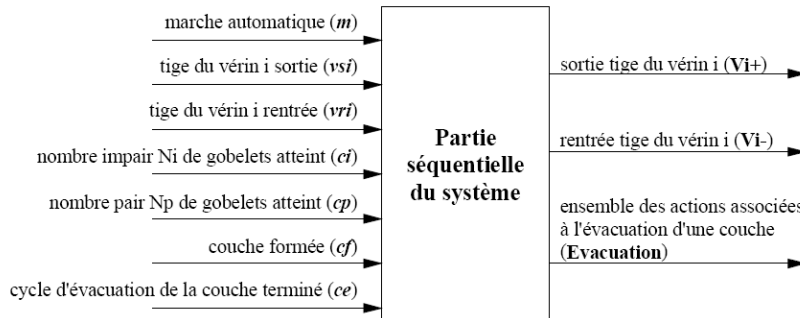 marche automatique (m)
tige du vérin i sortie (vsi)
tige du vérin i rentrée (vri)
nombre impair Ni de gobelets atteint (ci)
nombre pair Np de gobelets atteint (cp)
couche formée (cf)
cycle d'évacuation de la couche terminé (ce)
Partie
séquentielle
du système
sortie tige du vérin i (Vi+)
rentrée tige du vérin i (Vi-)
ensemble des actions associées
à l'évacuation d'une couche
(Evacuation)